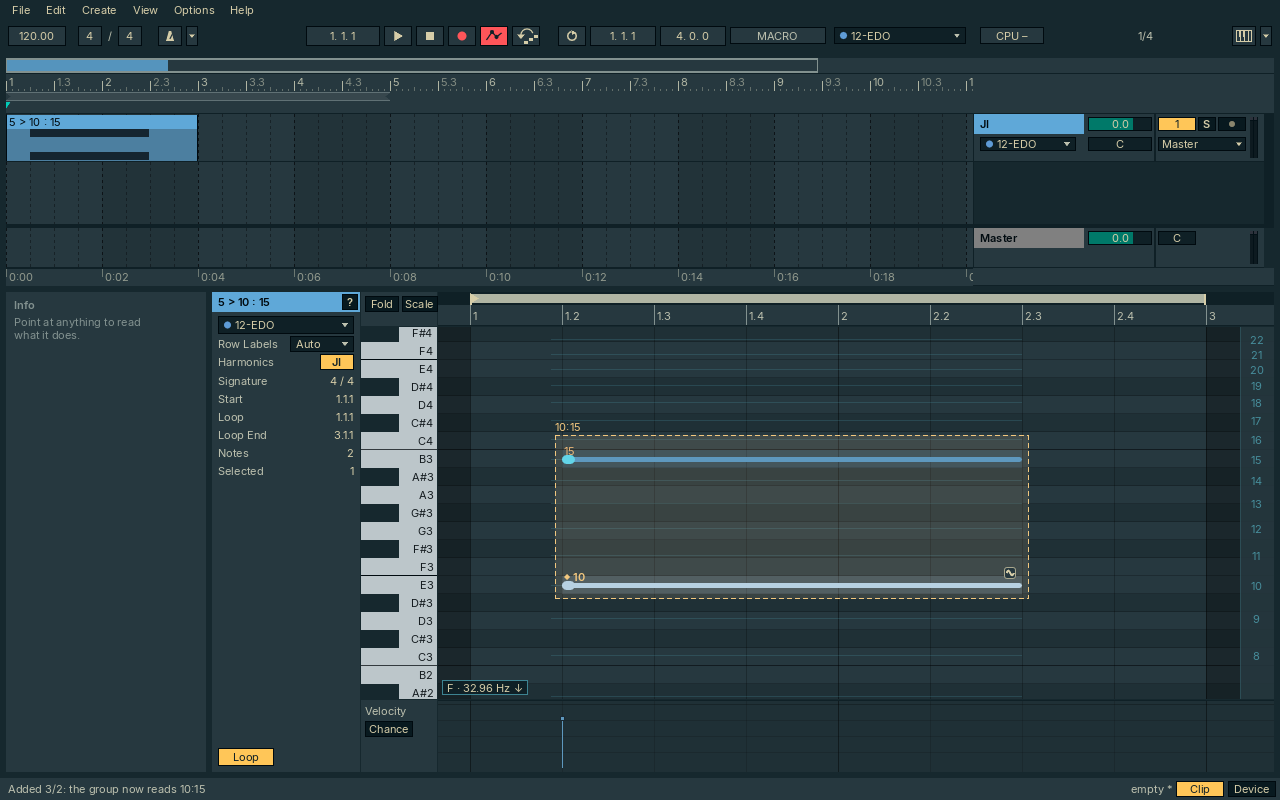 File Edit Create View Options Help
120.00 4 / 4 1. 1. 1 1. 1. 1 4. 0. 0 MACRO 12-EDO CPU – 1/4
1 1.3 2 2.3 3 3.3 4 4.3 5 5.3 6 6.3 7 7.3 8 8.3 9 9.3 10 10.3 1
5 > 10 : 15
JI 0.0 1 S
12-EDO C Master
Master 0.0 C
0:00 0:02 0:04 0:06 0:08 0:10 0:12 0:14 0:16 0:18
Info
Point at anything to read
what it does.
5 > 10 : 15 ?
12-EDO
Row Labels Auto
Harmonics JI
Signature 4 / 4
Start 1.1.1
Loop 1.1.1
Loop End 3.1.1
Notes 2
Selected 1
Loop
Fold Scale
1 1.2 1.3 1.4 2 2.2 2.3 2.4 3
F#4 22
F4 21
E4 20
D#4 19
D4 18
C#4 10:15 17
C4 16
B3 15 15
A#3 14
A3 13
G#3
G3 12
F#3 11
F3
E3 10 10
D#3
D3 9
C#3
C3 8
B2
A#2 F · 32.96 Hz ↓
Velocity
Chance
Added 3/2: the group now reads 10:15 empty * Clip Device